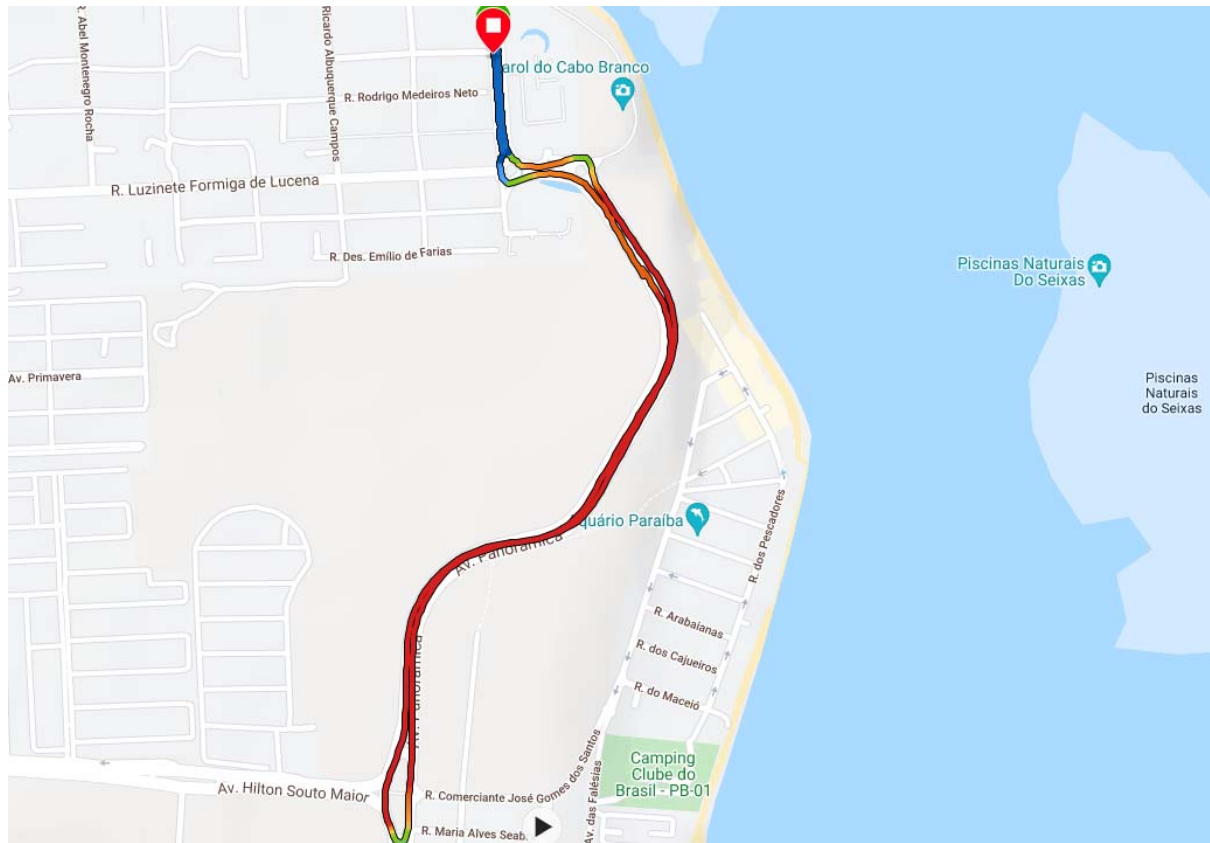 R. Abel Montenegro Rocha
Ricardo Albuquerque Campos
arol do Cabo Branco
R. Rodrigo Medeiros Neto
R. Luzinete Formiga de Lucena
R. Des. Emílio de Farias
Piscinas Naturais
Do Seixas
Av. Primavera
Piscinas
Naturais
do Seixas
quário Paraíba
Av. Panorâmica
R. dos Pescadores
R. Arabaianas
R. dos Cajueiros
R. do Maceió
Av. Panorâmica
Camping
Clube do
Brasil - PB-01
Av. Hilton Souto Maior
R. Comerciante José Gomes dos Santos
Av. das Falésias
R. Maria Alves Seab